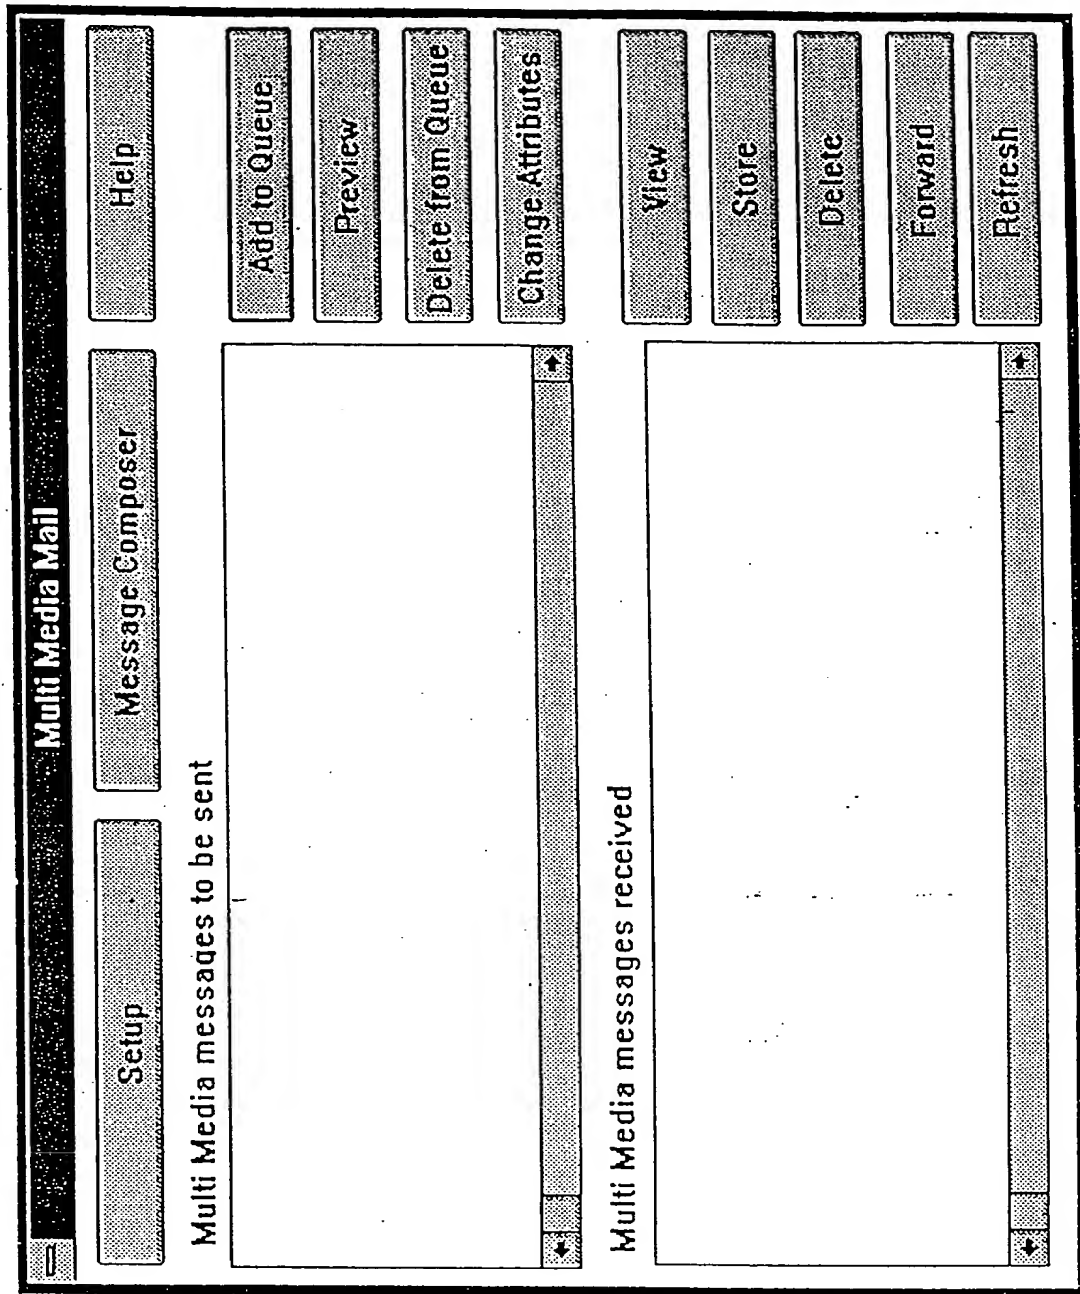 Multi Media Mail
Setup
Message Composer
Help
Multi Media messages to be sent
Add to Queue
Preview
Delete from Queue
Change Attributes
Multi Media messages received
View
Store
Delete
Forward
Refresh